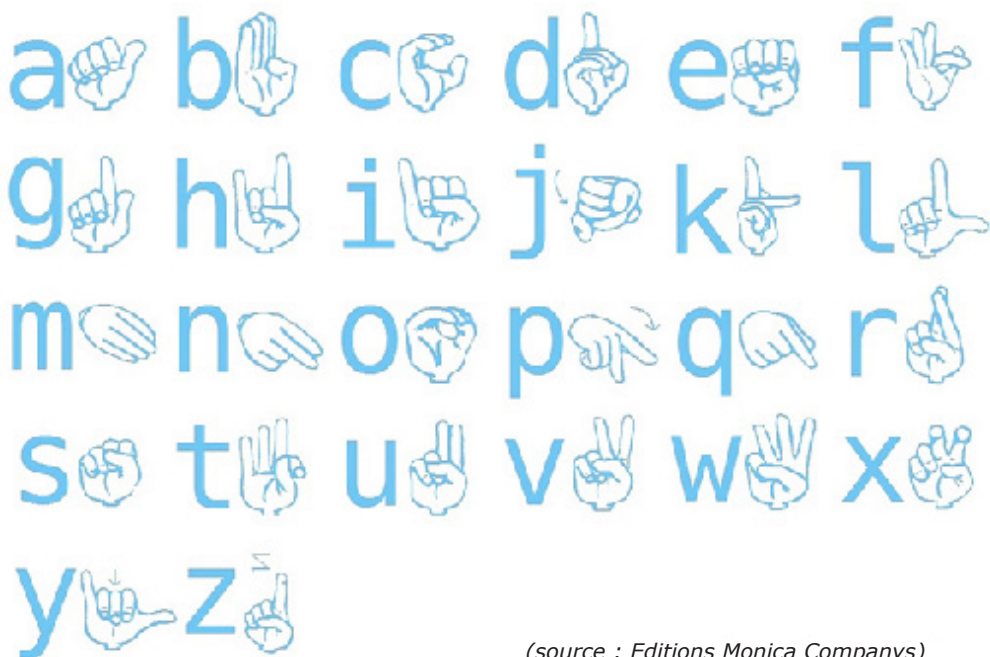 a b c d e f
g h i j k l
m n o p q r
s t u v w x
y z
(source : Editions Monica Companys)